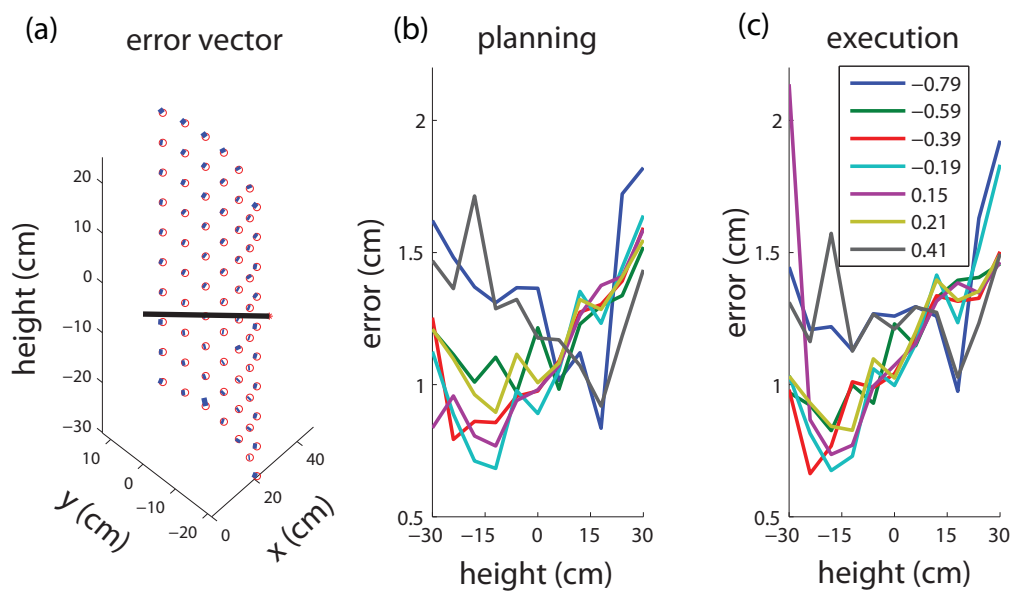 (a)
error vector
height (cm)
20
10
0
−10
−20
−30
10
0
−10
−20
y (cm)
0
20
40
x (cm)
(b)
planning
error (cm)
2
1.5
1
0.5
−30
−15
0
15
30
height (cm)
(c)
execution
error (cm)
2
1.5
1
0.5
−30
−15
0
15
30
height (cm)
−0.79
−0.59
−0.39
−0.19
0.15
0.21
0.41